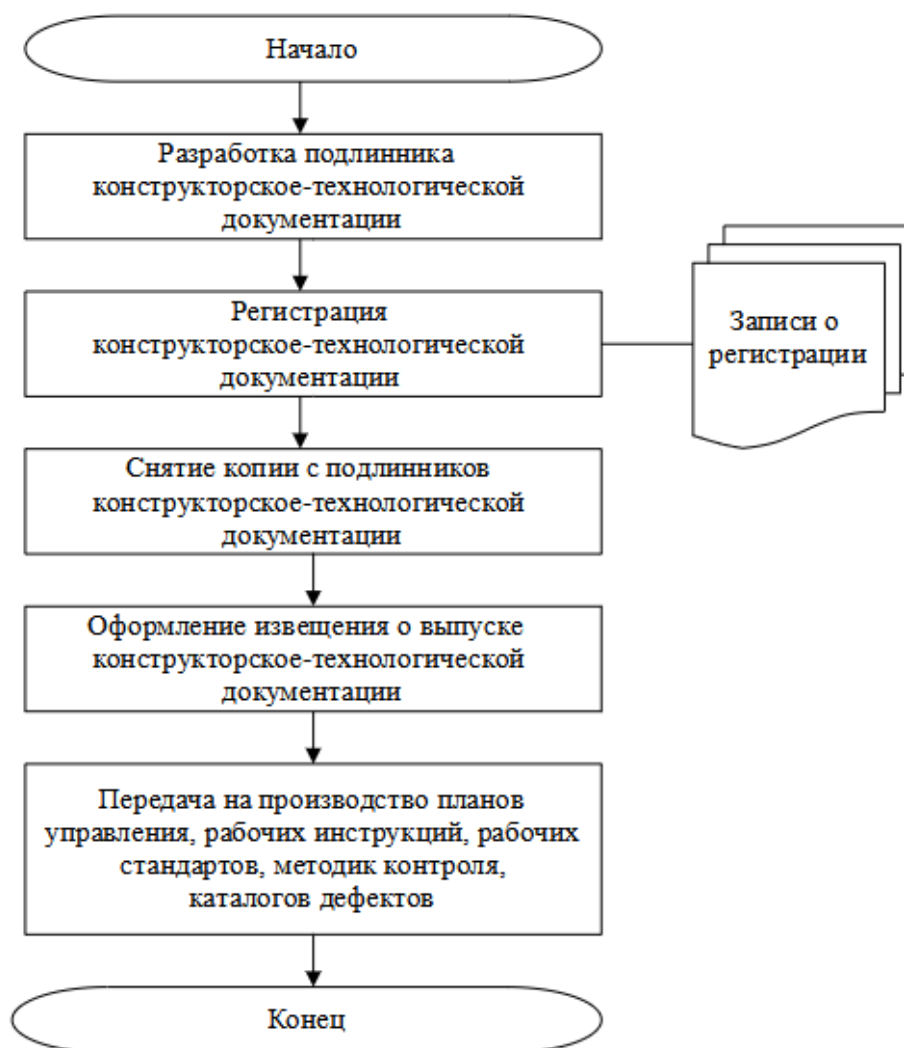 Начало
Разработка подлинника
конструкторское-технологической
документации
Регистрация
конструкторское-технологической
документации
Записи о
регистрации
Снятие копии с подлинников
конструкторское-технологической
документации
Оформление извещения о выпуске
конструкторское-технологической
документации
Передача на производство планов
управления, рабочих инструкций, рабочих
стандартов, методик контроля,
каталогов дефектов
Конец